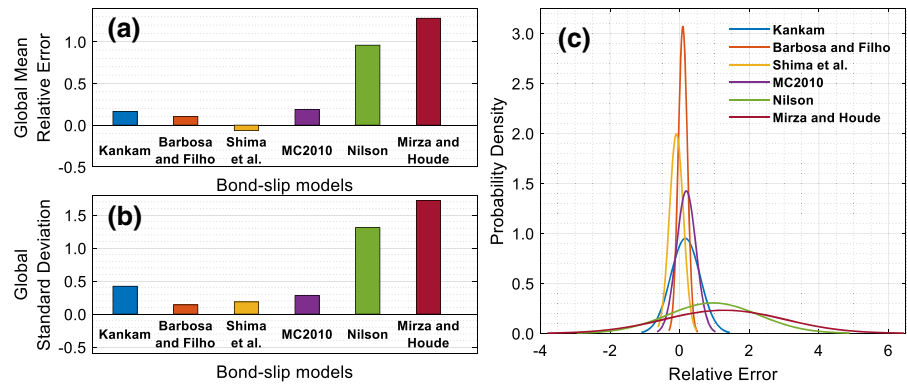 (a)
Global Mean
Relative Error
1.0
0.5
0.0
-0.5
Kankam
Barbosa
and Filho
Shima
et al.
MC2010
Nilson
Mirza and
Houde
Bond-slip models
(b)
Global
Standard Deviation
1.5
1.0
0.5
0.0
-0.5
Kankam
Barbosa
and Filho
Shima
et al.
MC2010
Nilson
Mirza and
Houde
Bond-slip models
(c)
Probability Density
3.0
2.5
2.0
1.5
1.0
0.5
0.0
-4 -2 0 2 4 6
Relative Error
Kankam
Barbosa and Filho
Shima et al.
MC2010
Nilson
Mirza and Houde